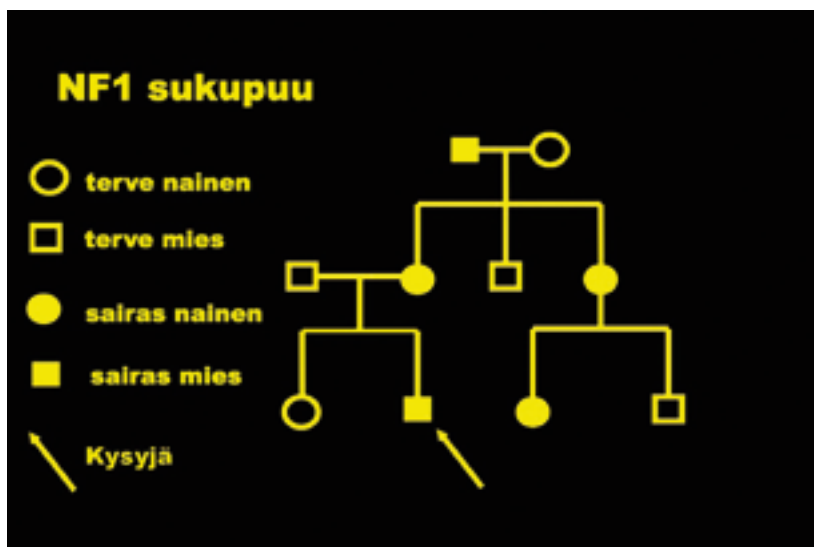 NF1 sukupuu
terve nainen
terve mies
sairas nainen
sairas mies
Kysyjä